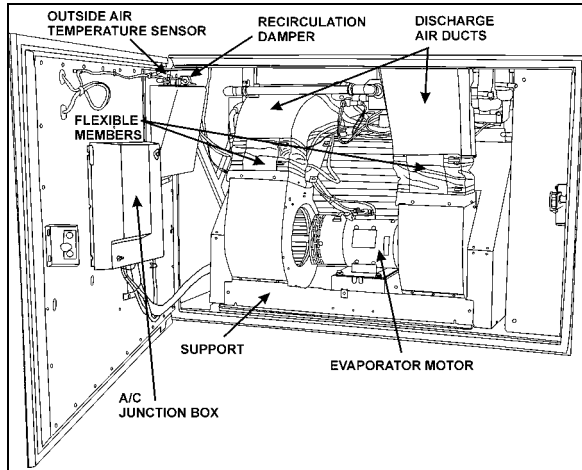 OUTSIDE AIR
TEMPERATURE SENSOR
RECIRCULATION
DAMPER
DISCHARGE
AIR DUCTS
FLEXIBLE
MEMBERS
SUPPORT
EVAPORATOR MOTOR
A/C
JUNCTION BOX